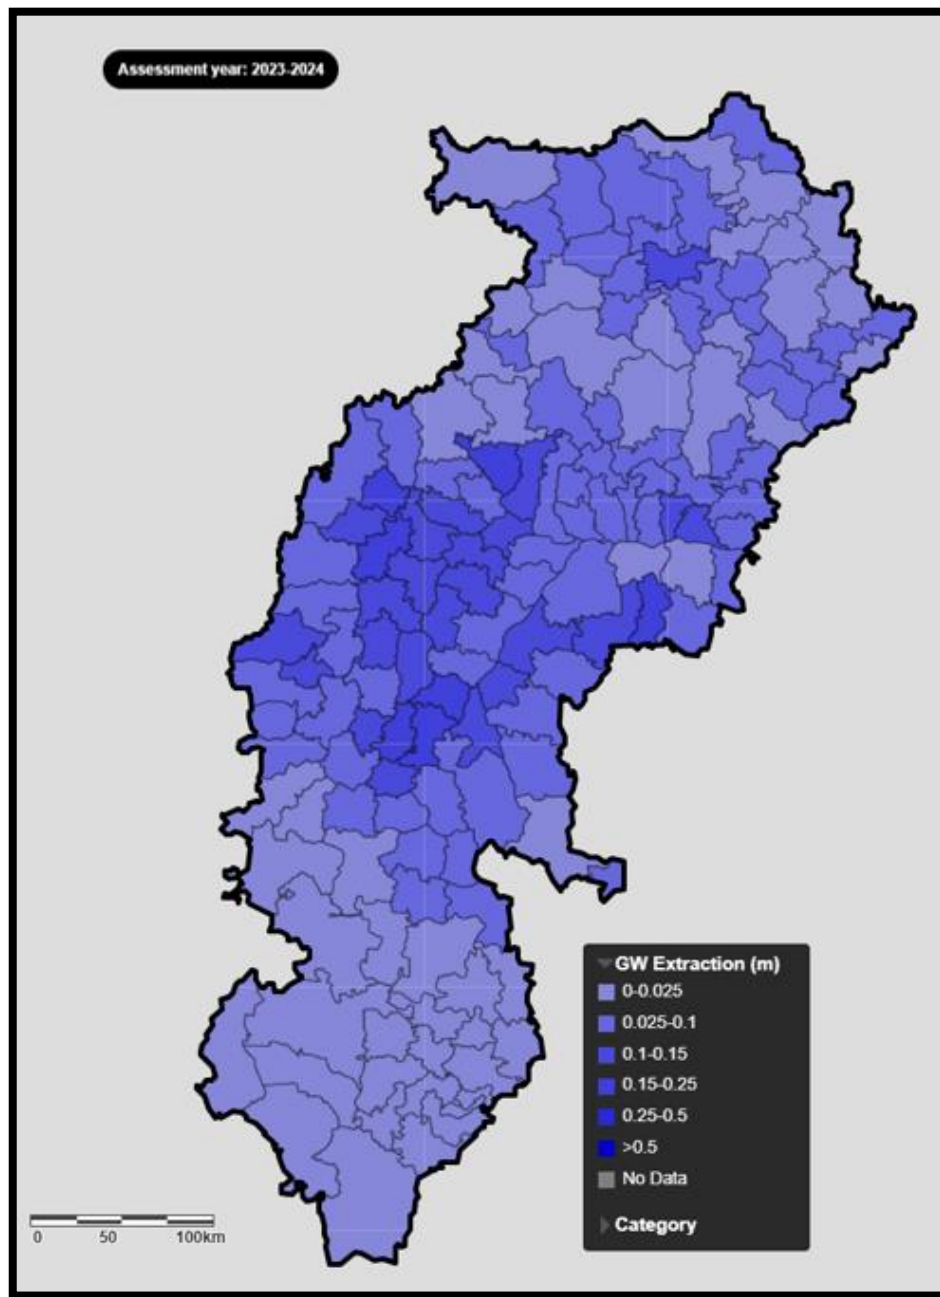 Assessment year: 2023-2024
GW Extraction (m)
0-0.025
0.025-0.1
0.1-0.15
0.15-0.25
0.25-0.5
>0.5
No Data
Category
0 50 100km